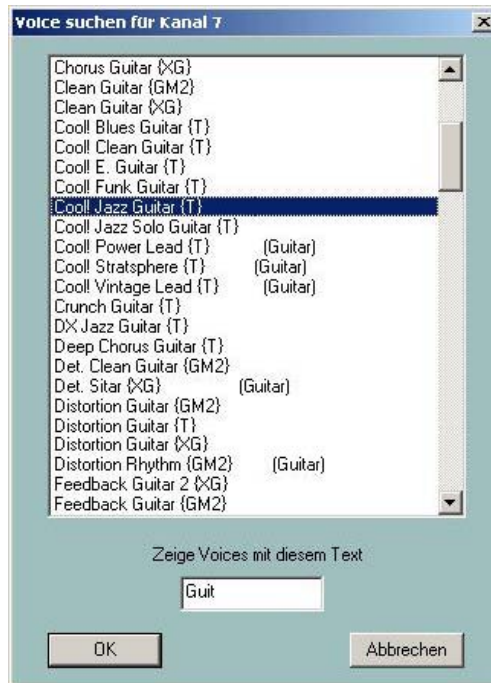 Voice suchen für Kanal 7
Chorus Guitar {XG}
Clean Guitar {GM2}
Clean Guitar {XG}
Cool! Blues Guitar {T}
Cool! Clean Guitar {T}
Cool! E. Guitar {T}
Cool! Funk Guitar {T}
Cool! Jazz Guitar {T}
Cool! Jazz Solo Guitar {T}
Cool! Power Lead {T} (Guitar)
Cool! Stratsphere {T} (Guitar)
Cool! Vintage Lead {T} (Guitar)
Crunch Guitar {T}
DX Jazz Guitar {T}
Deep Chorus Guitar {T}
Det. Clean Guitar {GM2}
Det. Sitar {XG} (Guitar)
Distortion Guitar {GM2}
Distortion Guitar {T}
Distortion Guitar {XG}
Distortion Rhythm {GM2} (Guitar)
Feedback Guitar 2 {XG}
Feedback Guitar {GM2}
Zeige Voices mit diesem Text
Guit
OK Abbrechen